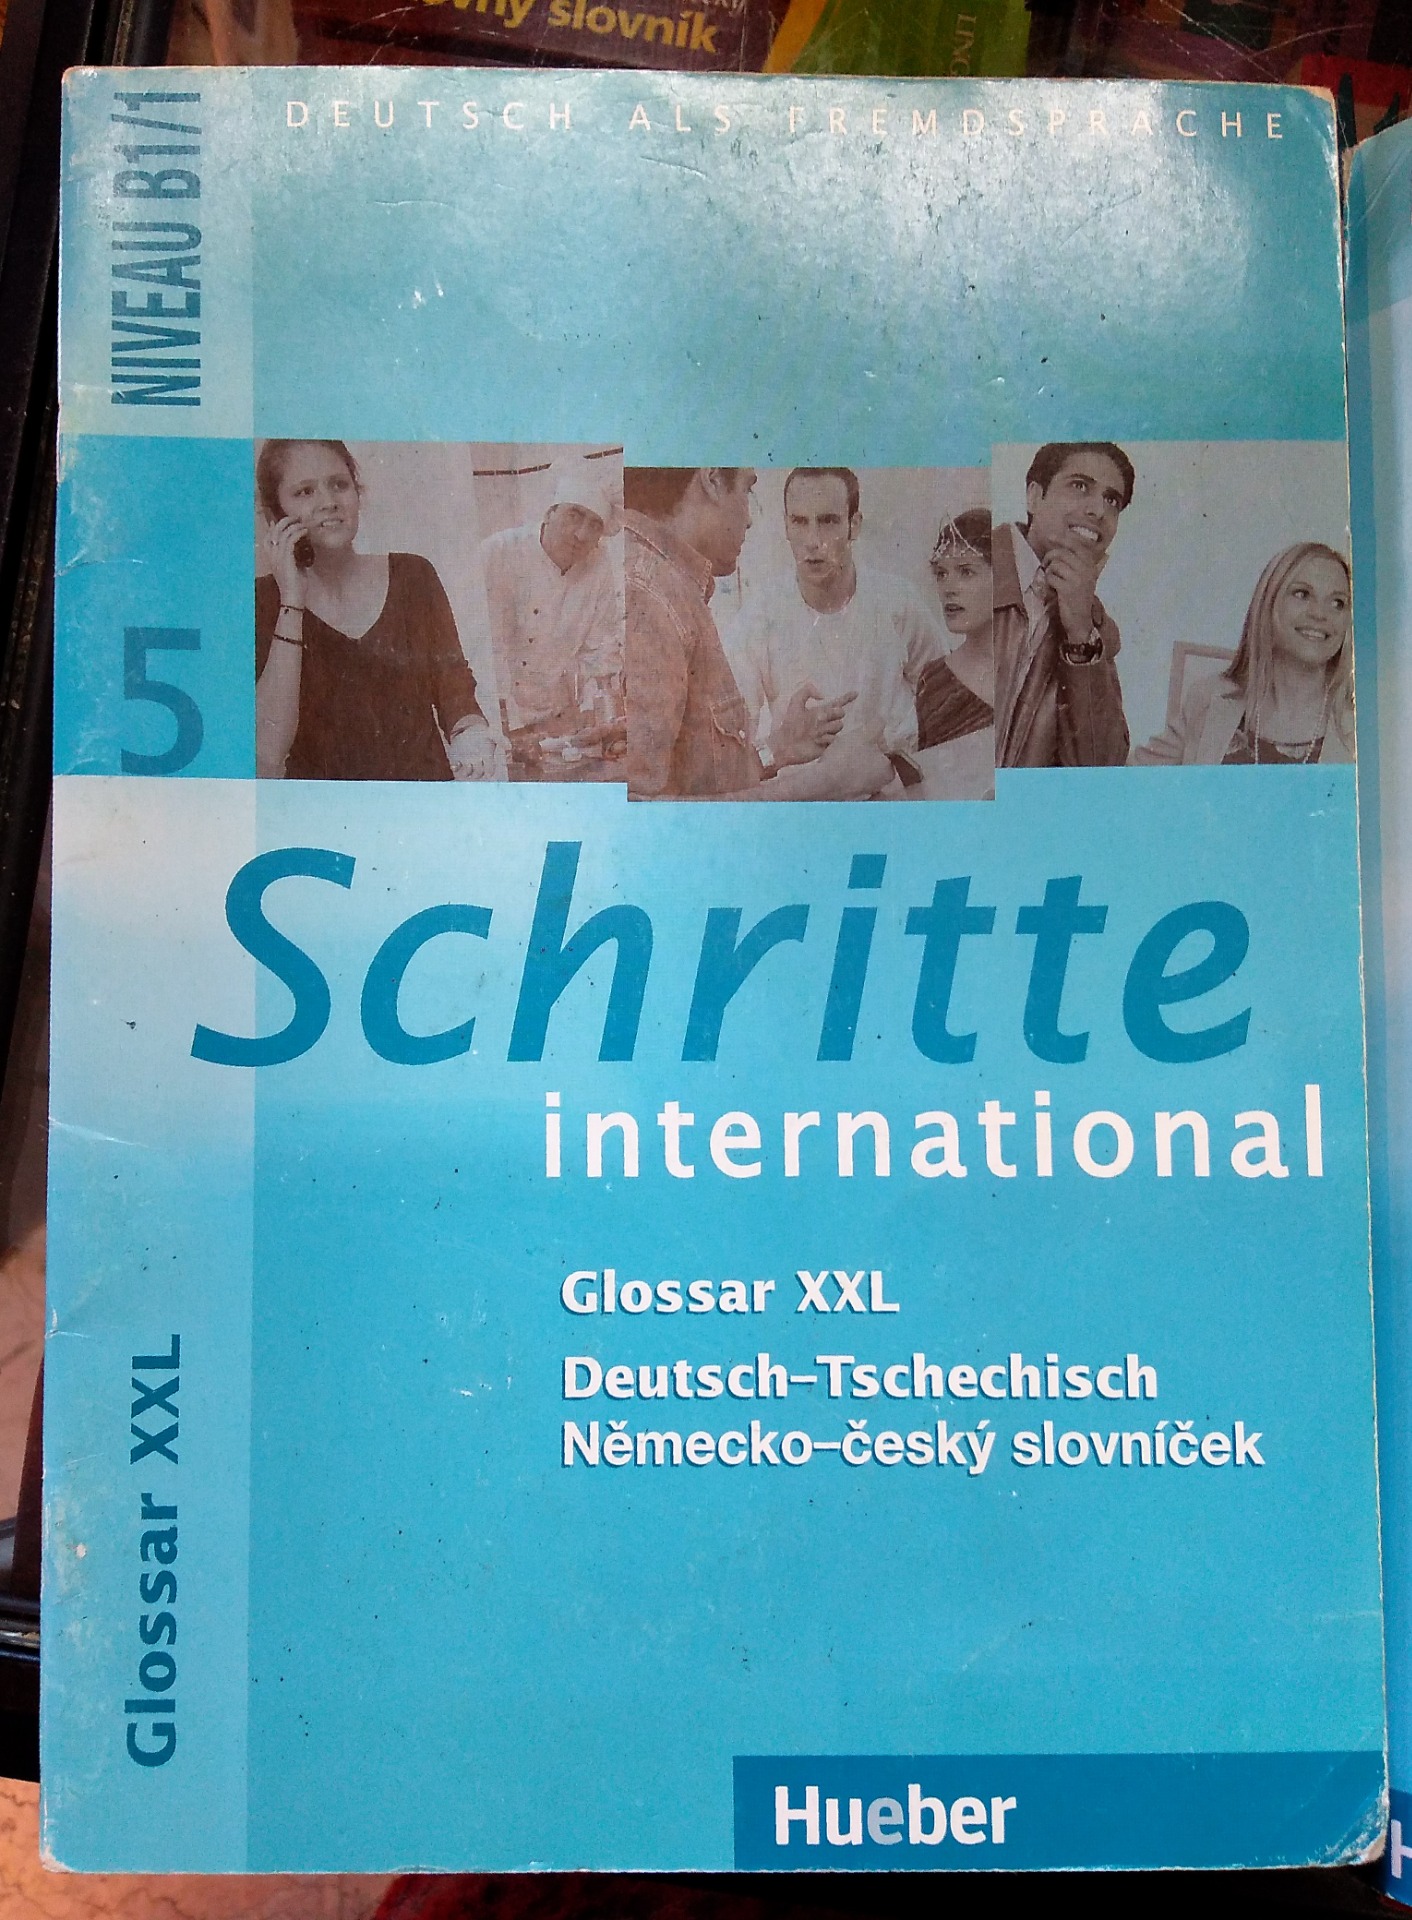 slovník
LING
DEUTSCH ALS FREMDSPRACHE
NIVEAU B1/1
5
Schritte
international
Glossar XXL
Deutsch–Tschechisch
Německo–český slovníček
Glossar XXL
Hueber
H